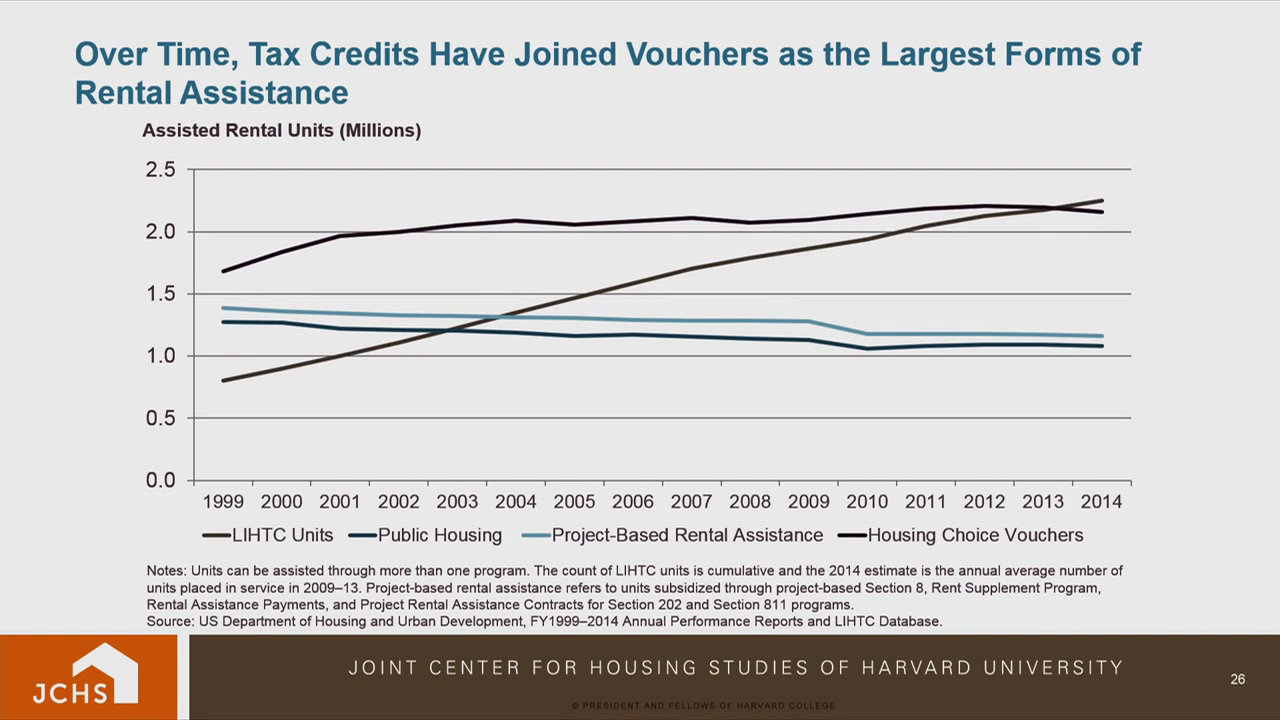 Over Time, Tax Credits Have Joined Vouchers as the Largest Forms of
Rental Assistance
Assisted Rental Units (Millions)
2.5
2.0
1.5
1.0
0.5
0.0
1999 2000 2001 2002 2003 2004 2005 2006 2007 2008 2009 2010 2011 2012 2013 2014
LIHTC Units Public Housing Project-Based Rental Assistance Housing Choice Vouchers
Notes: Units can be assisted through more than one program. The count of LIHTC units is cumulative and the 2014 estimate is the annual average number of
units placed in service in 2009–13. Project-based rental assistance refers to units subsidized through project-based Section 8, Rent Supplement Program,
Rental Assistance Payments, and Project Rental Assistance Contracts for Section 202 and Section 811 programs.
Source: US Department of Housing and Urban Development, FY1999–2014 Annual Performance Reports and LIHTC Database.
JCHS
JOINT CENTER FOR HOUSING STUDIES OF HARVARD UNIVERSITY
26
© PRESIDENT AND FELLOWS OF HARVARD COLLEGE